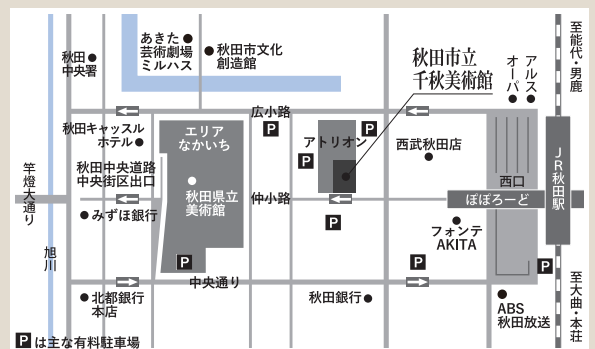 至能代・男鹿
あきた
芸術劇場
ミルハス
秋田市文化
創造館
秋田
中央署
秋田市立
千秋美術館
アルス
オーパ
広小路
P
P
P
秋田キャッスル
ホテル
エリア
なかいち
アトリオン
西武秋田店
JR秋田駅
竿燈大通り
秋田中央道路
中央街区出口
秋田県立
美術館
仲小路
西口
ぽぽろーど
みずほ銀行
P
フォンテ
AKITA
旭川
P
P
P
中央通り
至大曲・本荘
北都銀行
本店
秋田銀行
ABS
秋田放送
Pは主な有料駐車場